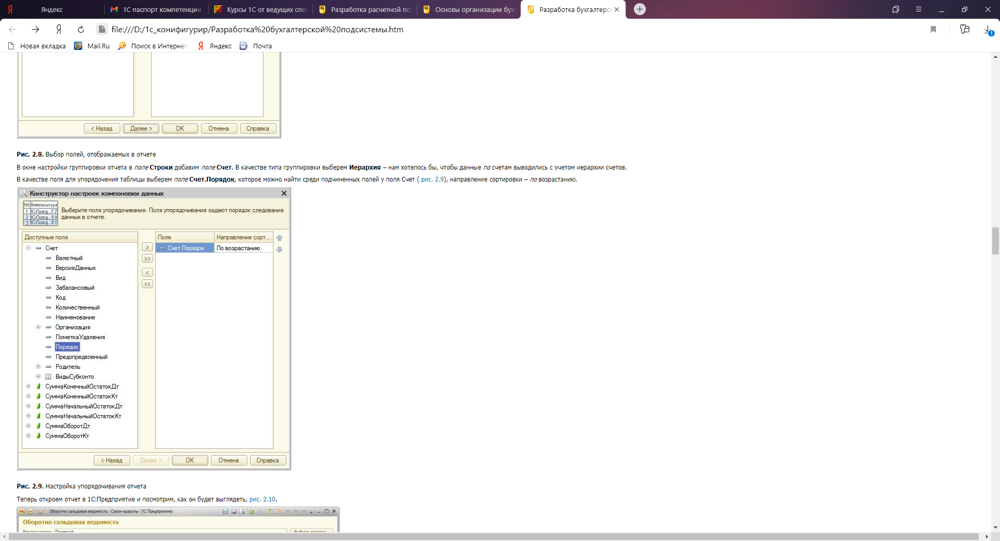 Яндекс
1С паспорт компетенции
Курсы 1С от ведущих спе
Разработка расчетной по
Основы организации бух
Разработка бухгалтерс
file:///D:/1с_конифигурир/Разработка%20бухгалтерской%20подсистемы.htm
1
Новая вкладка
Mail.Ru
Поиск в Интернет
Яндекс
Почта
< Назад
Далее >
OK
Отмена
Справка
Рис. 2.8. Выбор полей, отображаемых в отчете
В окне настройки группировки отчета в поле Строки добавим поле Счет. В качестве типа группировки выберем Иерархия – нам хотелось бы, чтобы данные по счетам выводились с учетом иерархии счетов.
В качестве поля для упорядочения таблицы выберем поле Счет.Порядок, которое можно найти среди подчиненных полей у поля Счет ( рис. 2.9), направление сортировки – по возрастанию.
Конструктор настроек компоновки данных
№ Номенклатура
1 1С:Пред...7.7
2 1С:Пред...8.0
3 1С:Пред...8.1
Выберите поля упорядочивания. Поля упорядочивания задают порядок следования
данных в отчете.
Доступные поля
Поле
Направление сорт...
Счет
>
Счет.Порядок
По возрастанию
Валютный
>>
ВерсияДанных
<
Вид
<<
Забалансовый
Код
Количественный
Наименование
Организация
ПометкаУдаления
Порядок
Предопределенный
Родитель
ВидыСубконто
СуммаКонечныйОстатокДт
СуммаКонечныйОстатокКт
СуммаНачальныйОстатокДт
СуммаНачальныйОстатокКт
СуммаОборотДт
СуммаОборотКт
< Назад
Далее >
OK
Отмена
Справка
Рис. 2.9. Настройка упорядочивания отчета
Теперь откроем отчет в 1С:Предприятие и посмотрим, как он будет выглядеть, рис. 2.10.
Оборотно сальдовая ведомость - Салон красоты (1С:Предприятие)
M M+ M-
Оборотно сальдовая ведомость
Вариант отчета: Основной
Выбрать вариант...